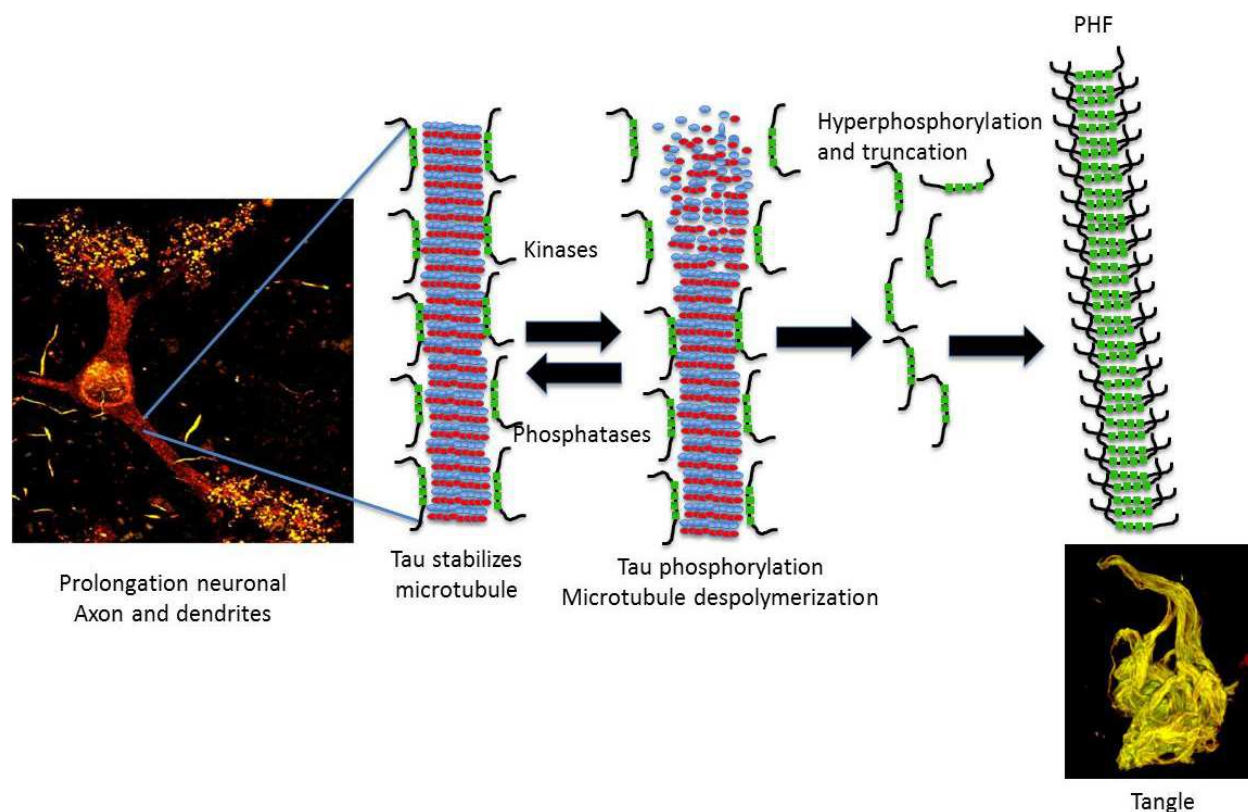 PHF
Hyperphosphorylation
and truncation
Kinases
Phosphatases
Tau stabilizes
microtubule
Tau phosphorylation
Microtubule despolymerization
Prolongation neuronal
Axon and dendrites
Tangle